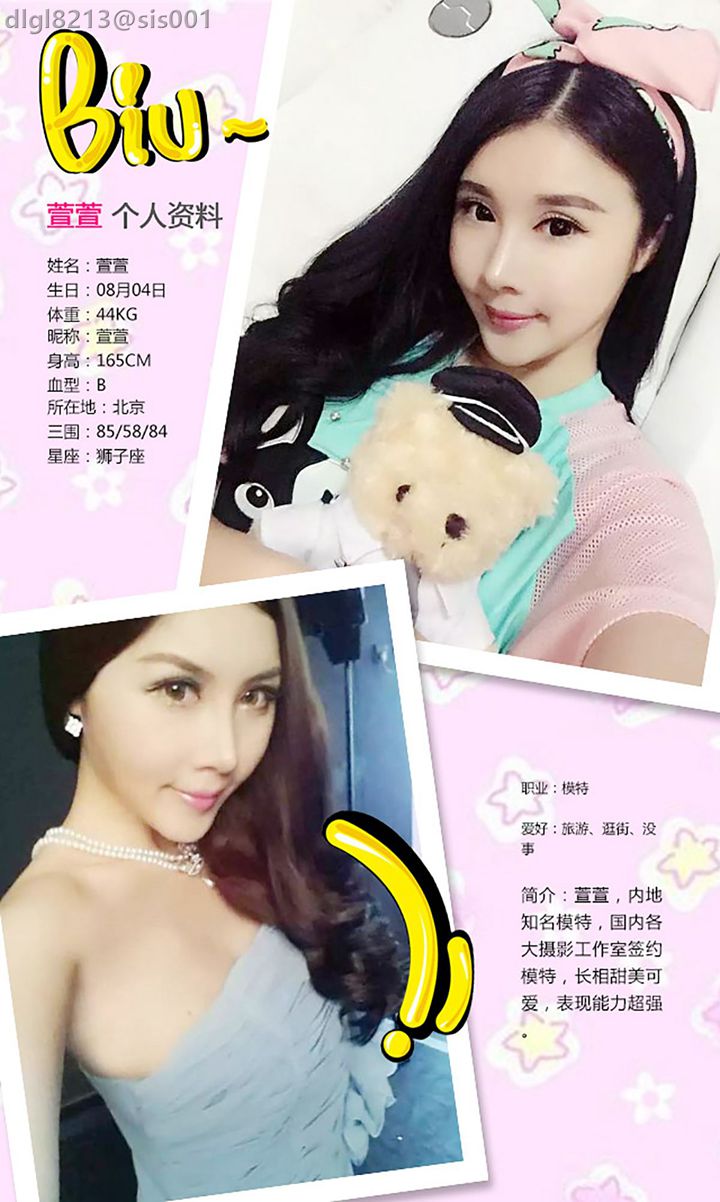 dlgl8213@sis001
Biu~
萱萱 个人资料
姓名：萱萱
生日：08月04日
体重：44KG
昵称：萱萱
身高：165CM
血型：B
所在地：北京
三围：85/58/84
星座：狮子座
职业：模特
爱好：旅游、逛街、没
事
简介：萱萱，内地
知名模特，国内各
大摄影工作室签约
模特，长相甜美可
爱，表现能力超强
。